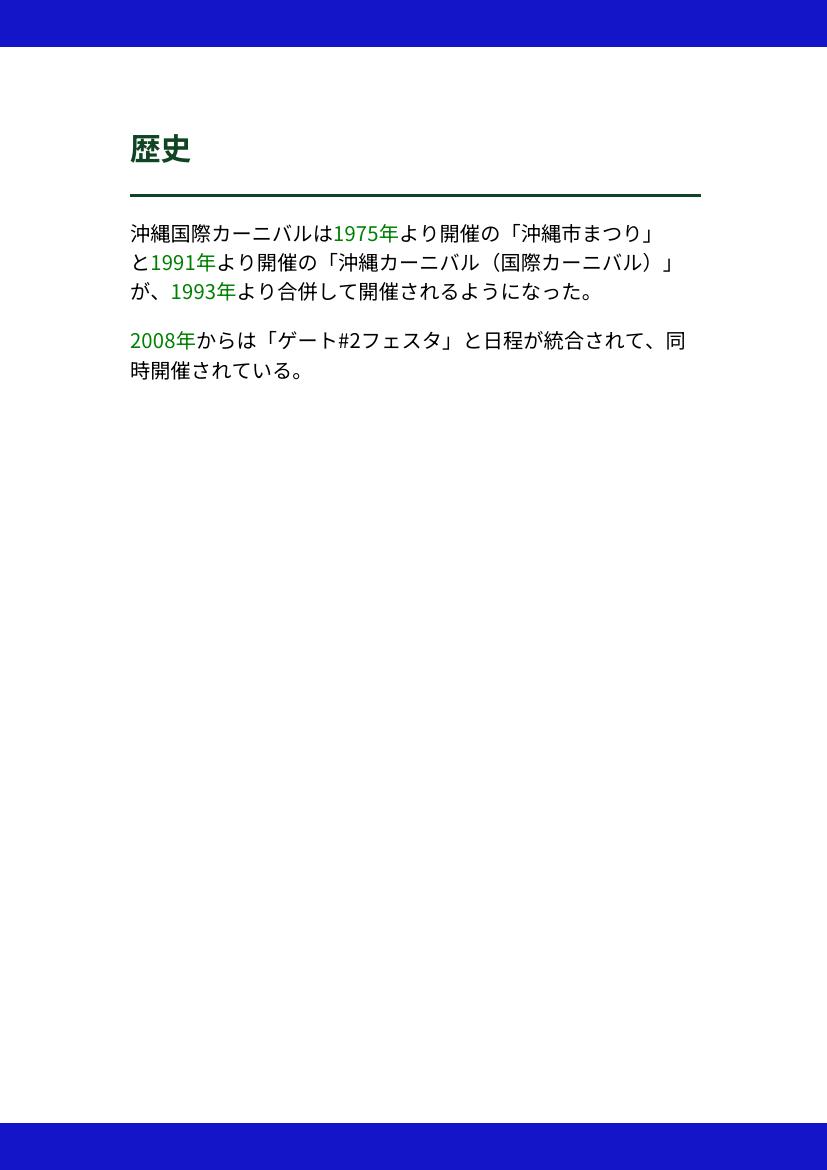 歴史
沖縄国際カーニバルは1975年より開催の「沖縄市まつり」
と1991年より開催の「沖縄カーニバル（国際カーニバル）」
が、1993年より合併して開催されるようになった。
2008年からは「ゲート#2フェスタ」と日程が統合されて、同
時開催されている。